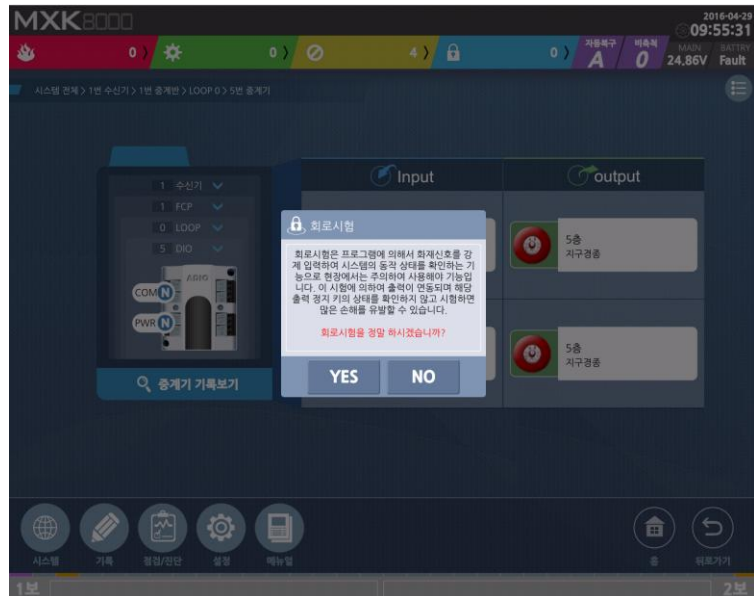 MXK8000
2016-04-29
09:55:31
0 > 0 > 4 > 0 >
자동복구 비축적 MAIN BATTRY
A 0 24.86V Fault
시스템 전체 > 1번 수신기 > 1번 중계반 > LOOP 0 > 5번 중계기
Input
output
1 수신기
1 FCP
0 LOOP
5 DIO
ADIO
COM N
PWR N
중계기 기록보기
회로시험
회로시험은 프로그램에 의해서 화재신호를 강
제 입력하여 시스템의 동작 상태를 확인하는 기
능으로 현장에서는 주의하여 사용해야 기능입
니다. 이 시험에 의하여 출력이 연동되며 해당
출력 정지 키의 상태를 확인하지 않고 시험하면
많은 손해를 유발할 수 있습니다.
회로시험을 정말 하시겠습니까?
YES NO
5층
지구경종
5층
지구경종
시스템 기록 점검/진단 설정 메뉴얼 홈 뒤로가기
1보 2보